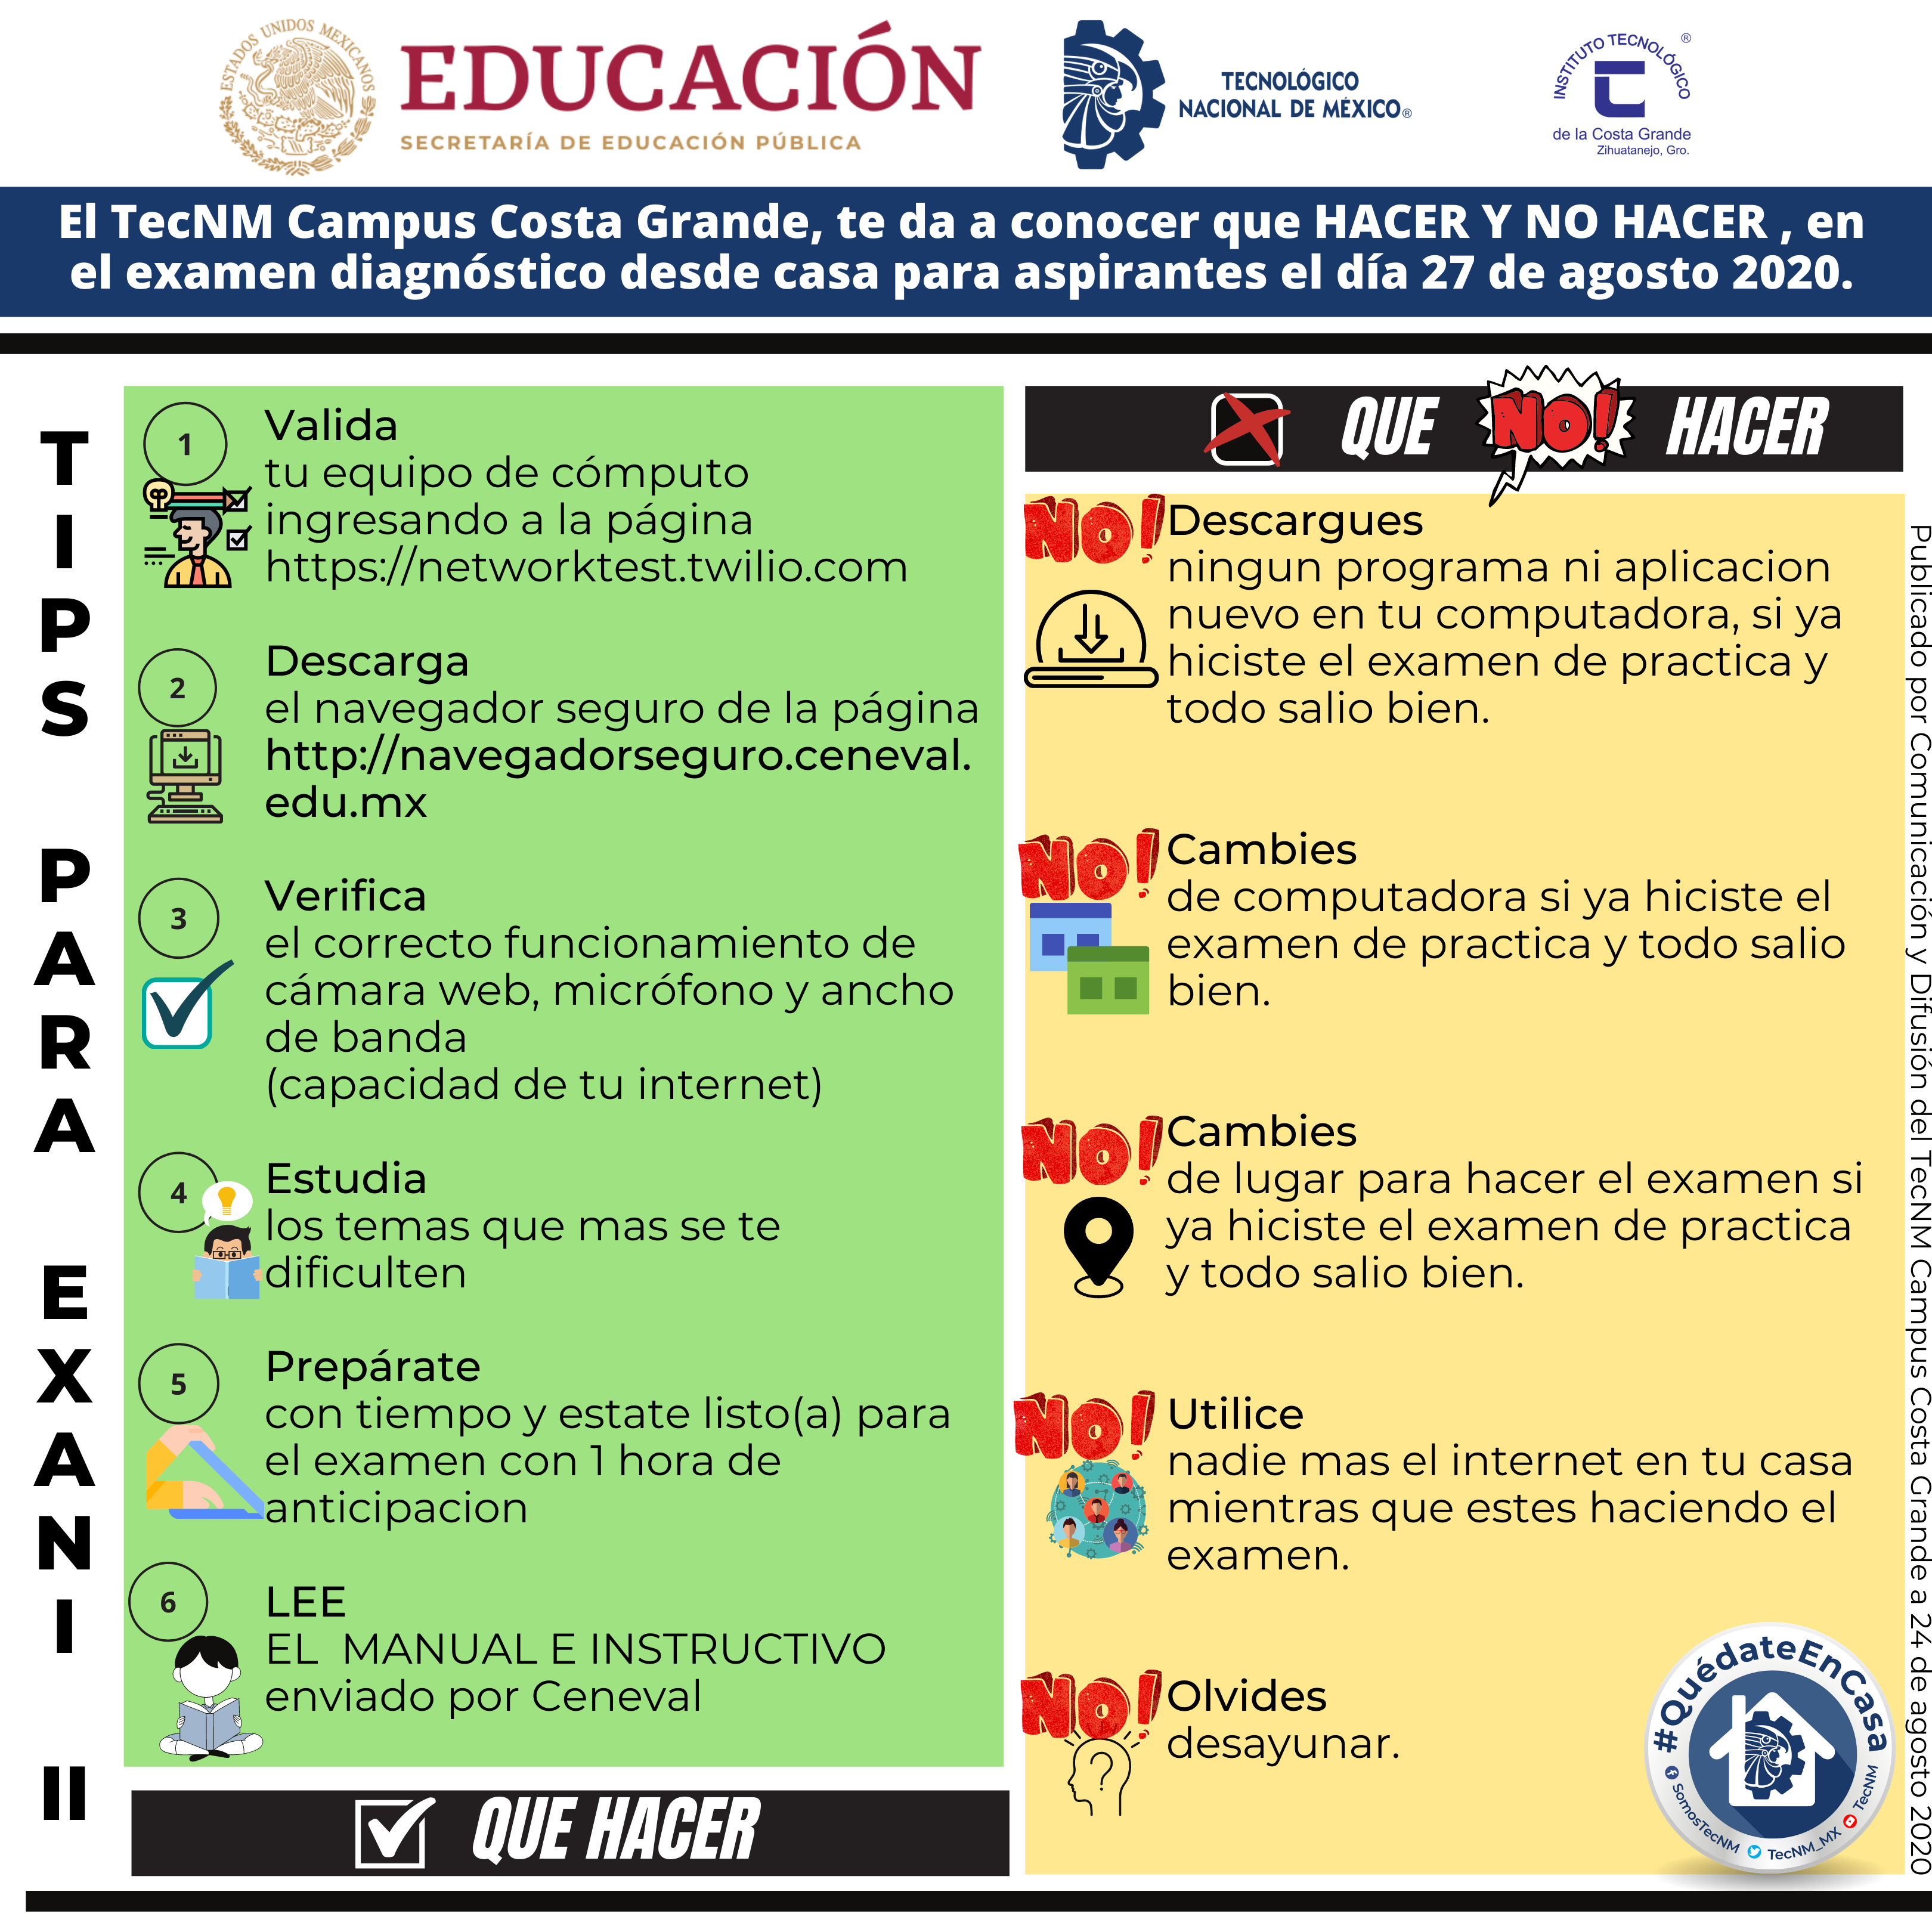 ESTADOS UNIDOS MEXICANOS
EDUCACIÓN
SECRETARÍA DE EDUCACIÓN PÚBLICA
TECNOLÓGICO
NACIONAL DE MÉXICO®
INSTITUTO TECNOLÓGICO ®
de la Costa Grande
Zihuatanejo, Gro.
El TecNM Campus Costa Grande, te da a conocer que HACER Y NO HACER , en
el examen diagnóstico desde casa para aspirantes el día 27 de agosto 2020.
TIPS PARA EXANI II
1
Valida
tu equipo de cómputo
ingresando a la página
https://networktest.twilio.com
2
Descarga
el navegador seguro de la página
http://navegadorseguro.ceneval.
edu.mx
3
Verifica
el correcto funcionamiento de
cámara web, micrófono y ancho
de banda
(capacidad de tu internet)
4
Estudia
los temas que mas se te
dificulten
5
Prepárate
con tiempo y estate listo(a) para
el examen con 1 hora de
anticipacion
6
LEE
EL MANUAL E INSTRUCTIVO
enviado por Ceneval
QUE HACER
QUE NO! HACER
NO! Descargues
ningun programa ni aplicacion
nuevo en tu computadora, si ya
hiciste el examen de practica y
todo salio bien.
NO! Cambies
de computadora si ya hiciste el
examen de practica y todo salio
bien.
NO! Cambies
de lugar para hacer el examen si
ya hiciste el examen de practica
y todo salio bien.
NO! Utilice
nadie mas el internet en tu casa
mientras que estes haciendo el
examen.
NO! Olvides
desayunar.
#QuédateEnCasa
SomosTecNM TecNM_MX TecNM
Publicado por Comunicación y Difusión del TecNM Campus Costa Grande a 24 de agosto 2020